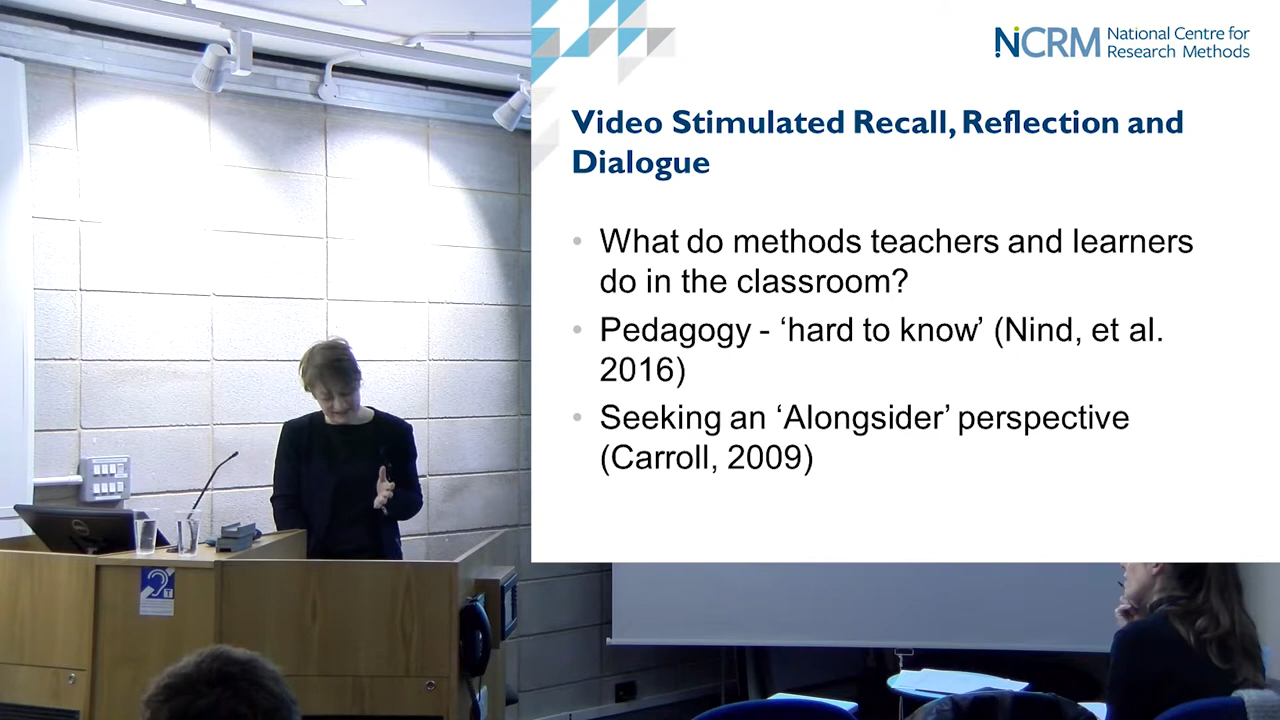 NCRM National Centre for
Research Methods
Video Stimulated Recall, Reflection and
Dialogue
• What do methods teachers and learners
do in the classroom?
• Pedagogy - ‘hard to know’ (Nind, et al.
2016)
• Seeking an ‘Alongsider’ perspective
(Carroll, 2009)
T